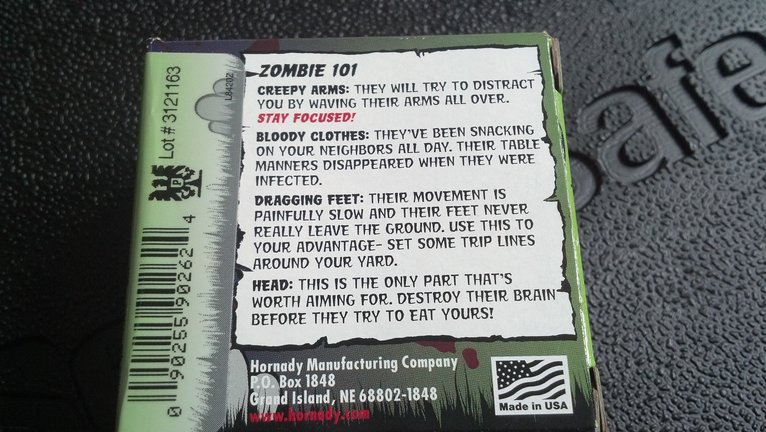 ZOMBIE 101
CREEPY ARMS: THEY WILL TRY TO DISTRACT
YOU BY WAVING THEIR ARMS ALL OVER.
STAY FOCUSED!
BLOODY CLOTHES: THEY'VE BEEN SNACKING
ON YOUR NEIGHBORS ALL DAY. THEIR TABLE
MANNERS DISAPPEARED WHEN THEY WERE
INFECTED.
DRAGGING FEET: THEIR MOVEMENT IS
PAINFULLY SLOW AND THEIR FEET NEVER
REALLY LEAVE THE GROUND. USE THIS TO
YOUR ADVANTAGE- SET SOME TRIP LINES
AROUND YOUR YARD.
HEAD: THIS IS THE ONLY PART THAT'S
WORTH AIMING FOR. DESTROY THEIR BRAIN
BEFORE THEY TRY TO EAT YOURS!
Hornady Manufacturing Company
P.O. Box 1848
Grand Island, NE 68802-1848
www.hornady.com
Made in USA
Lot # 3121163
L84202
0 90255 90262 4
safe